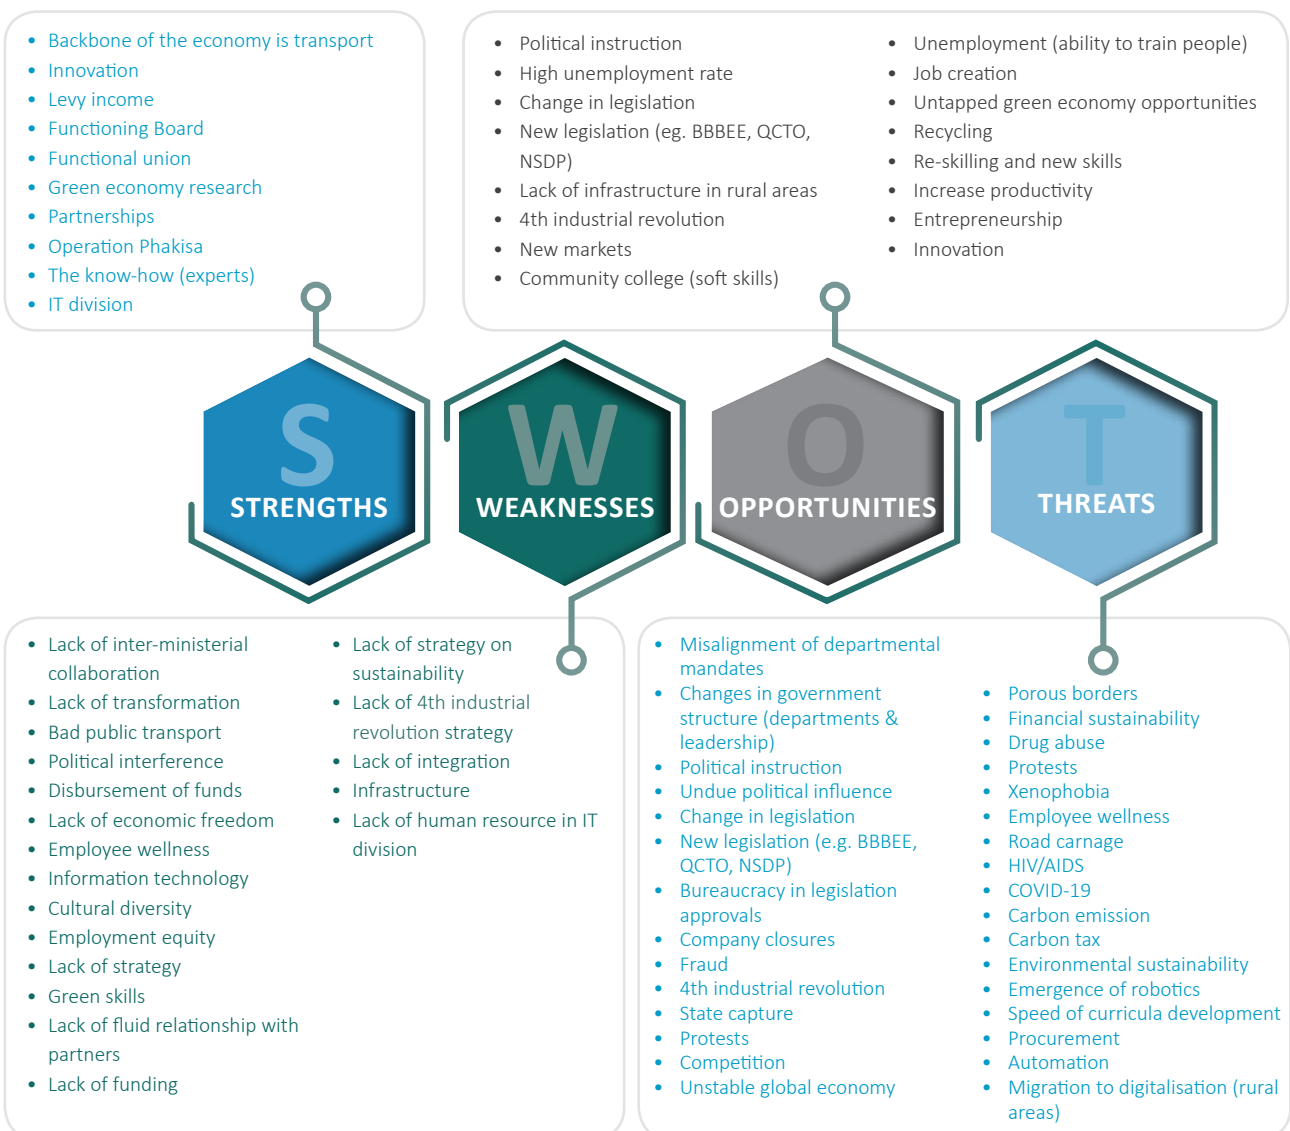 Backbone of the economy is transport
Innovation
Levy income
Functioning Board
Functional union
Green economy research
Partnerships
Operation Phakisa
The know-how (experts)
IT division
Political instruction
High unemployment rate
Change in legislation
New legislation (eg. BBBEE, QCTO,
NSDP)
Lack of infrastructure in rural areas
4th industrial revolution
New markets
Community college (soft skills)
Unemployment (ability to train people)
Job creation
Untapped green economy opportunities
Recycling
Re-skilling and new skills
Increase productivity
Entrepreneurship
Innovation
S
STRENGTHS
W
WEAKNESSES
O
OPPORTUNITIES
T
THREATS
Lack of inter-ministerial
collaboration
Lack of transformation
Bad public transport
Political interference
Disbursement of funds
Lack of economic freedom
Employee wellness
Information technology
Cultural diversity
Employment equity
Lack of strategy
Green skills
Lack of fluid relationship with
partners
Lack of funding
Lack of strategy on
sustainability
Lack of 4th industrial
revolution strategy
Lack of integration
Infrastructure
Lack of human resource in IT
division
Misalignment of departmental
mandates
Changes in government
structure (departments &
leadership)
Political instruction
Undue political influence
Change in legislation
New legislation (e.g. BBBEE,
QCTO, NSDP)
Bureaucracy in legislation
approvals
Company closures
Fraud
4th industrial revolution
State capture
Protests
Competition
Unstable global economy
Porous borders
Financial sustainability
Drug abuse
Protests
Xenophobia
Employee wellness
Road carnage
HIV/AIDS
COVID-19
Carbon emission
Carbon tax
Environmental sustainability
Emergence of robotics
Speed of curricula development
Procurement
Automation
Migration to digitalisation (rural
areas)